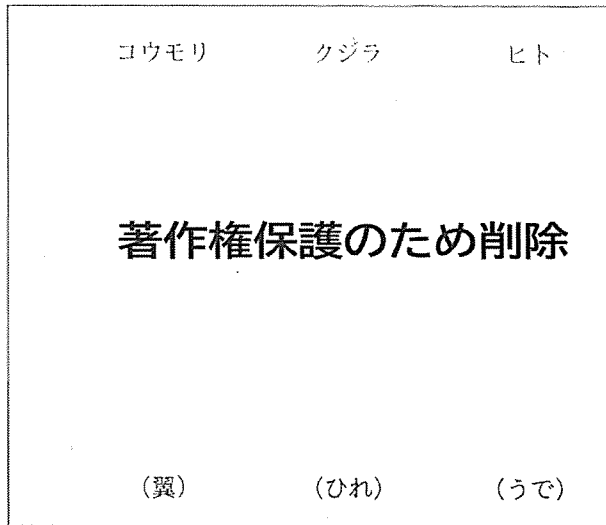 コウモリ クジラ ヒト
著作権保護のため削除
（翼） （ひれ） （うで）